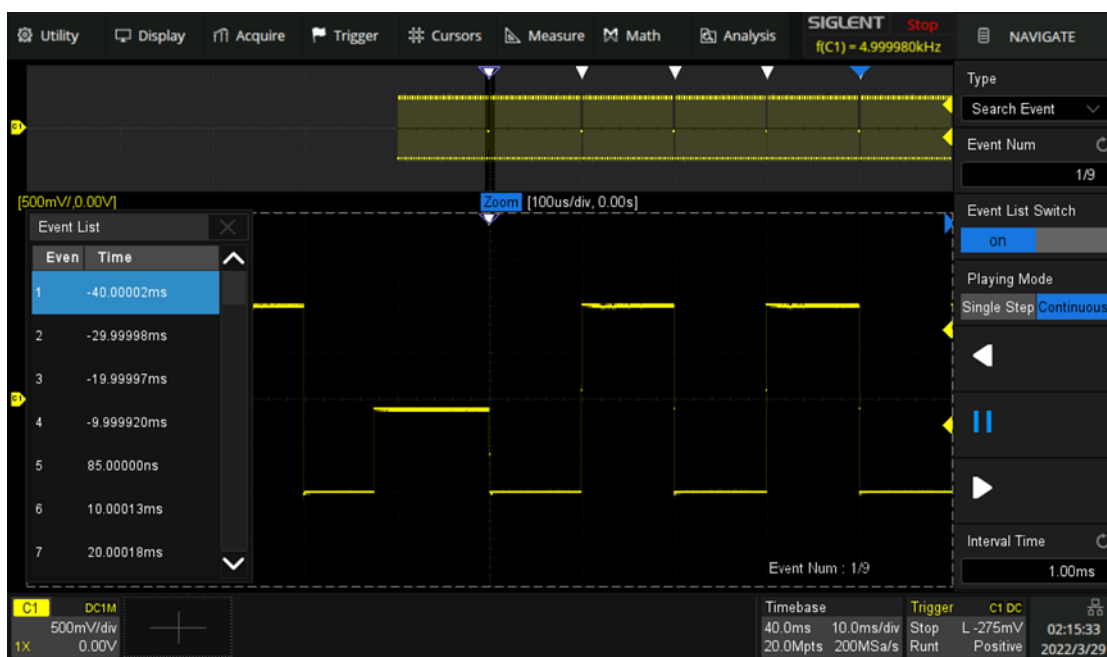 Utility Display Acquire Trigger Cursors Measure Math Analysis SIGLENT Stop NAVIGATE
f(C1) = 4.999980kHz
Type
Search Event
C1
Event Num
1/9
[500mV/,0.00V] Zoom [100us/div, 0.00s]
Event List Switch
on
Event List
Even Time
1 -40.00002ms
2 -29.99998ms
3 -19.99997ms
4 -9.999920ms
5 85.00000ns
6 10.00013ms
7 20.00018ms
Playing Mode
Single Step Continuous
C1
Event Num : 1/9
Interval Time
1.00ms
C1 DC1M
500mV/div
1X 0.00V
Timebase
40.0ms 10.0ms/div
20.0Mpts 200MSa/s
Trigger C1 DC
Stop L -275mV
Runt Positive
02:15:33
2022/3/29